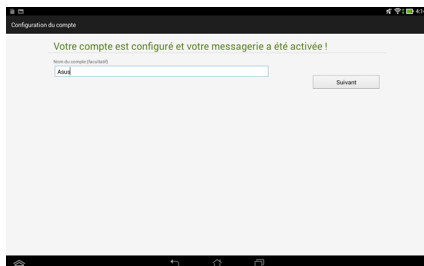 Configuration du compte
Votre compte est configuré et votre messagerie a été activée !
Nom du compte (facultatif)
Asus
Suivant